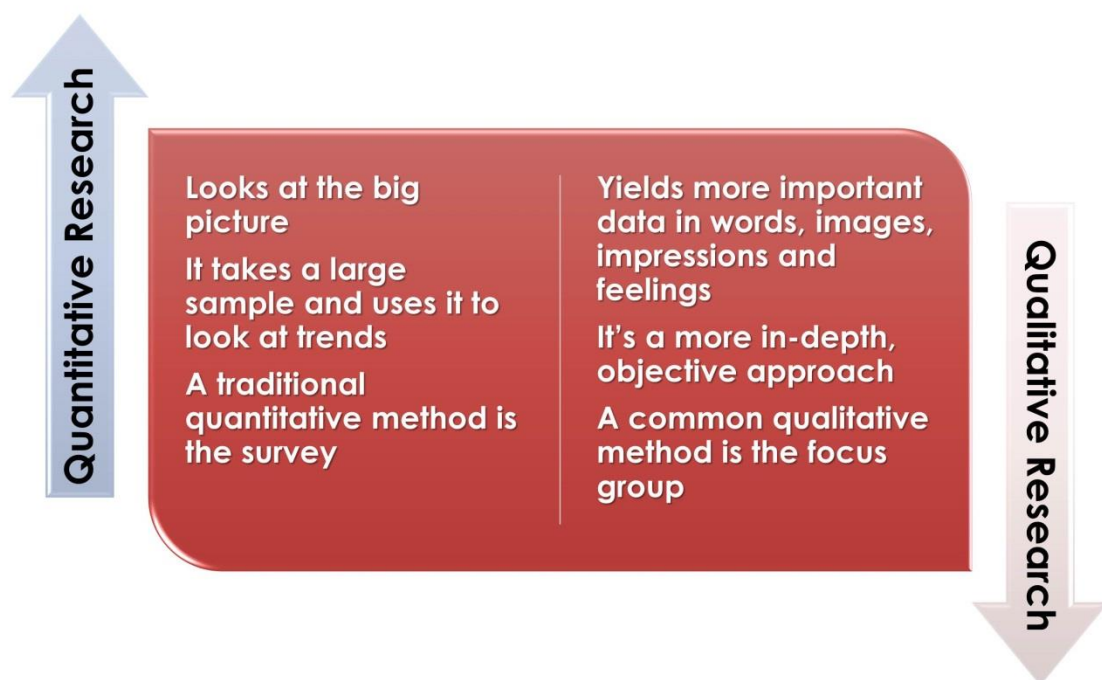 Quantitative Research
Looks at the big
picture
It takes a large
sample and uses it to
look at trends
A traditional
quantitative method is
the survey
Yields more important
data in words, images,
impressions and
feelings
It's a more in-depth,
objective approach
A common qualitative
method is the focus
group
Qualitative Research